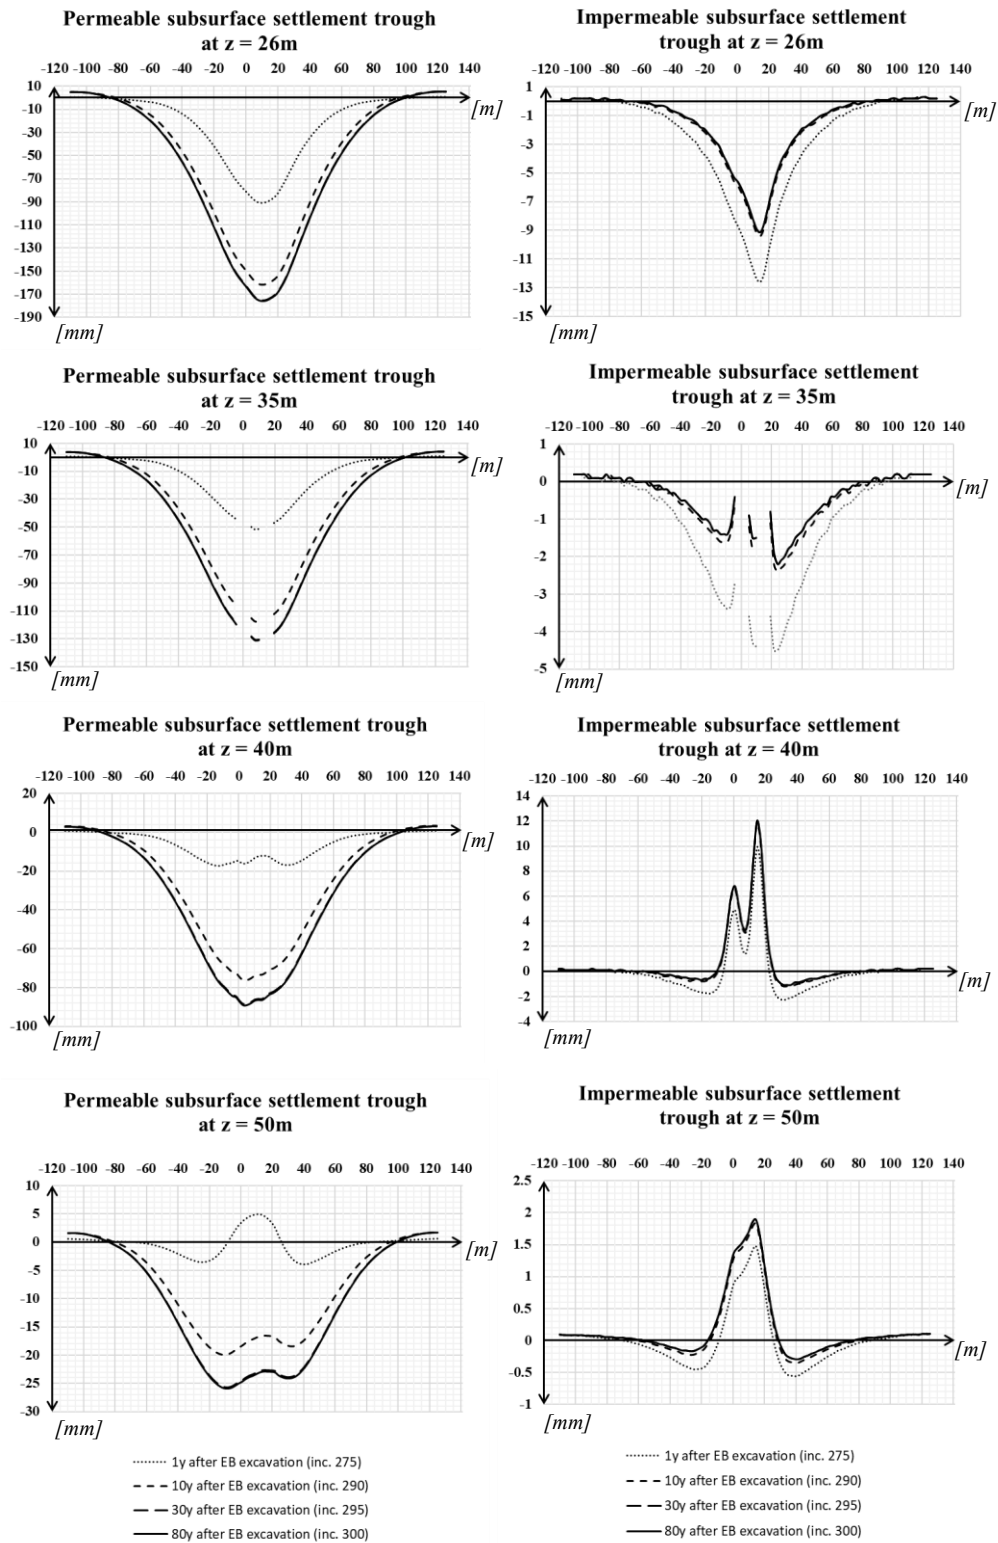 Permeable subsurface settlement trough
at z = 26m
-120 -100 -80 -60 -40 -20 0 20 40 60 80 100 120 140
10
-10
-30
-50
-70
-90
-110
-130
-150
-170
-190
[m]
[mm]
Impermeable subsurface settlement
trough at z = 26m
-120 -100 -80 -60 -40 -20 0 20 40 60 80 100 120 140
1
-1
-3
-5
-7
-9
-11
-13
-15
[m]
[mm]
Permeable subsurface settlement trough
at z = 35m
-120 -100 -80 -60 -40 -20 0 20 40 60 80 100 120 140
10
-10
-30
-50
-70
-90
-110
-130
-150
[m]
[mm]
Impermeable subsurface settlement
trough at z = 35m
-120 -100 -80 -60 -40 -20 0 20 40 60 80 100 120 140
1
0
-1
-2
-3
-4
-5
[m]
[mm]
Permeable subsurface settlement trough
at z = 40m
-120 -100 -80 -60 -40 -20 0 20 40 60 80 100 120 140
20
0
-20
-40
-60
-80
-100
[m]
[mm]
Impermeable subsurface settlement
trough at z = 40m
-120 -100 -80 -60 -40 -20 0 20 40 60 80 100 120 140
14
12
10
8
6
4
2
0
-2
-4
[m]
[mm]
Permeable subsurface settlement trough
at z = 50m
-120 -100 -80 -60 -40 -20 0 20 40 60 80 100 120 140
10
5
0
-5
-10
-15
-20
-25
-30
[m]
[mm]
Impermeable subsurface settlement
trough at z = 50m
-120 -100 -80 -60 -40 -20 0 20 40 60 80 100 120 140
2.5
2
1.5
1
0.5
0
-0.5
-1
[m]
[mm]
1y after EB excavation (inc. 275)
10y after EB excavation (inc. 290)
30y after EB excavation (inc. 295)
80y after EB excavation (inc. 300)
1y after EB excavation (inc. 275)
10y after EB excavation (inc. 290)
30y after EB excavation (inc. 295)
80y after EB excavation (inc. 300)